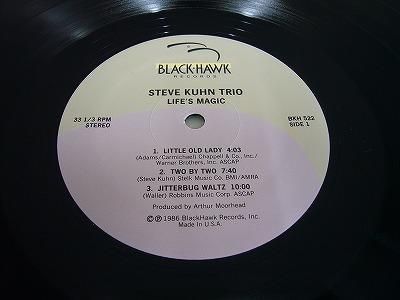 BLACK-HAWK
RECORDS
STEVE KUHN TRIO
LIFE'S MAGIC
33 1/3 RPM
STEREO
BKH 522
SIDE 1
1. LITTLE OLD LADY 4:03
(Adams/Carmichael) Chappell & Co., Inc./
Warner Brothers, Inc. ASCAP
2. TWO BY TWO 7:40
(Steve Kuhn) Stelk Music Co. BMI/AMRA
3. JITTERBUG WALTZ 10:00
(Waller) Robbins Music Corp. ASCAP
Produced by Arthur Moorhead
© ℗ 1986 BlackHawk Records, Inc.
Made in U.S.A.